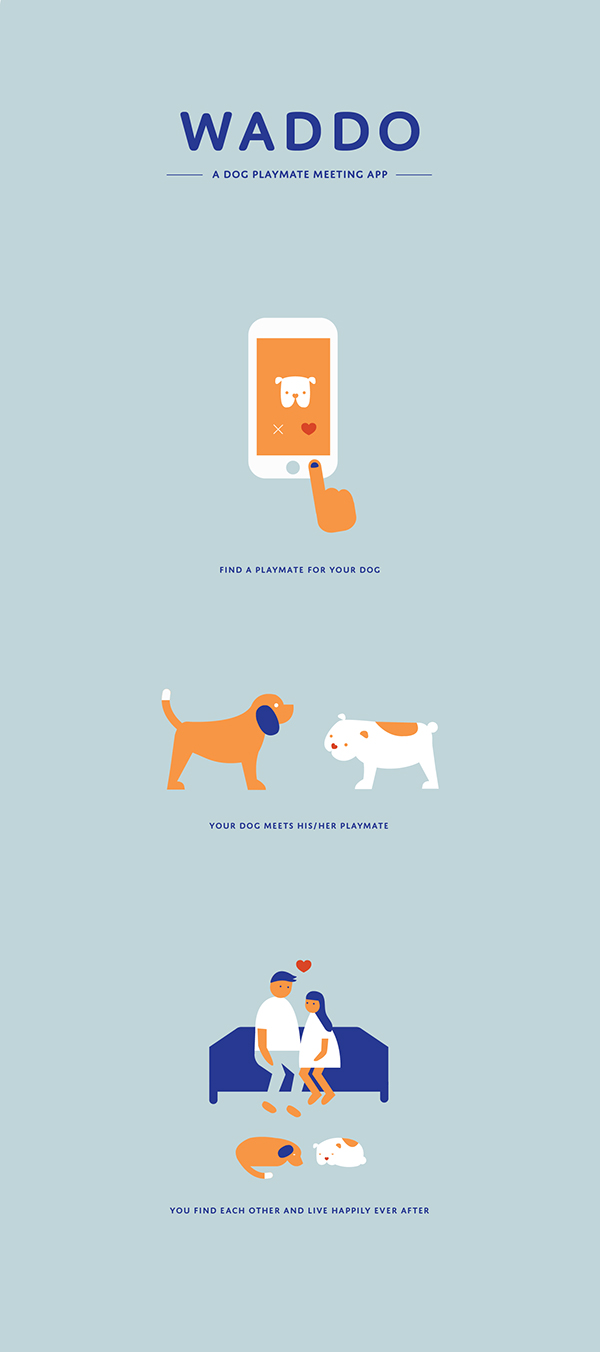 WADDO
A DOG PLAYMATE MEETING APP
FIND A PLAYMATE FOR YOUR DOG
YOUR DOG MEETS HIS/HER PLAYMATE
YOU FIND EACH OTHER AND LIVE HAPPILY EVER AFTER